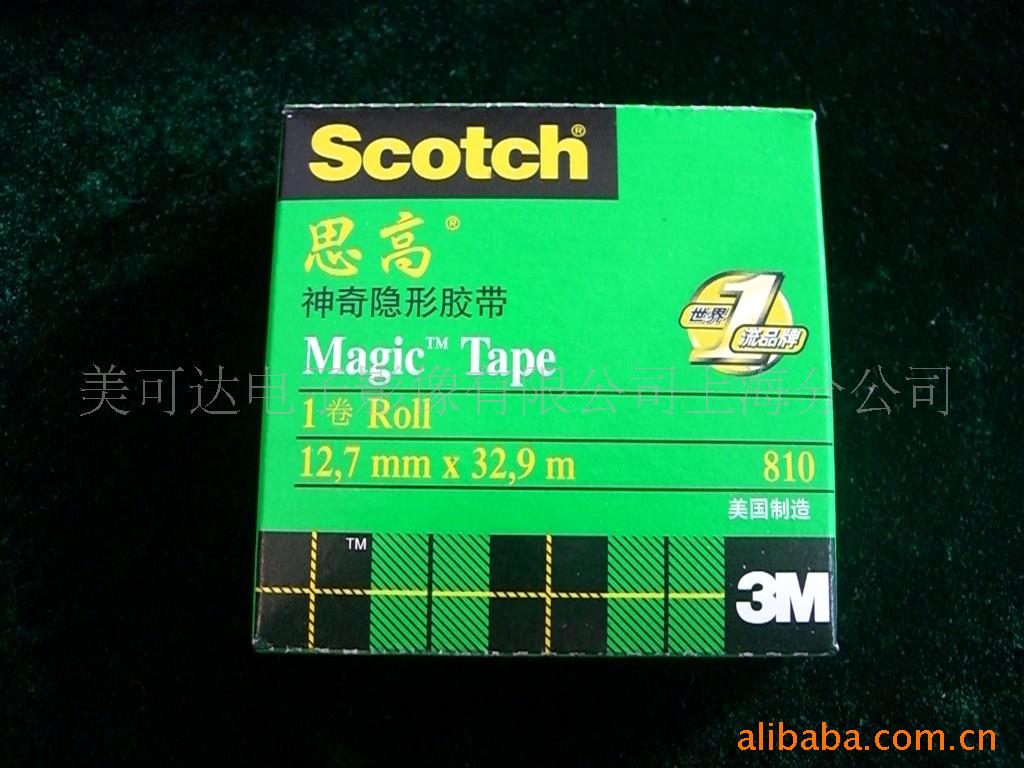 Scotch®
思高®
神奇隐形胶带
Magic™ Tape
世界1流品牌
美可达电子影像有限公司上海分公司
1卷 Roll
12,7 mm x 32,9 m 810
美国制造
TM
3M
alibaba.com.cn